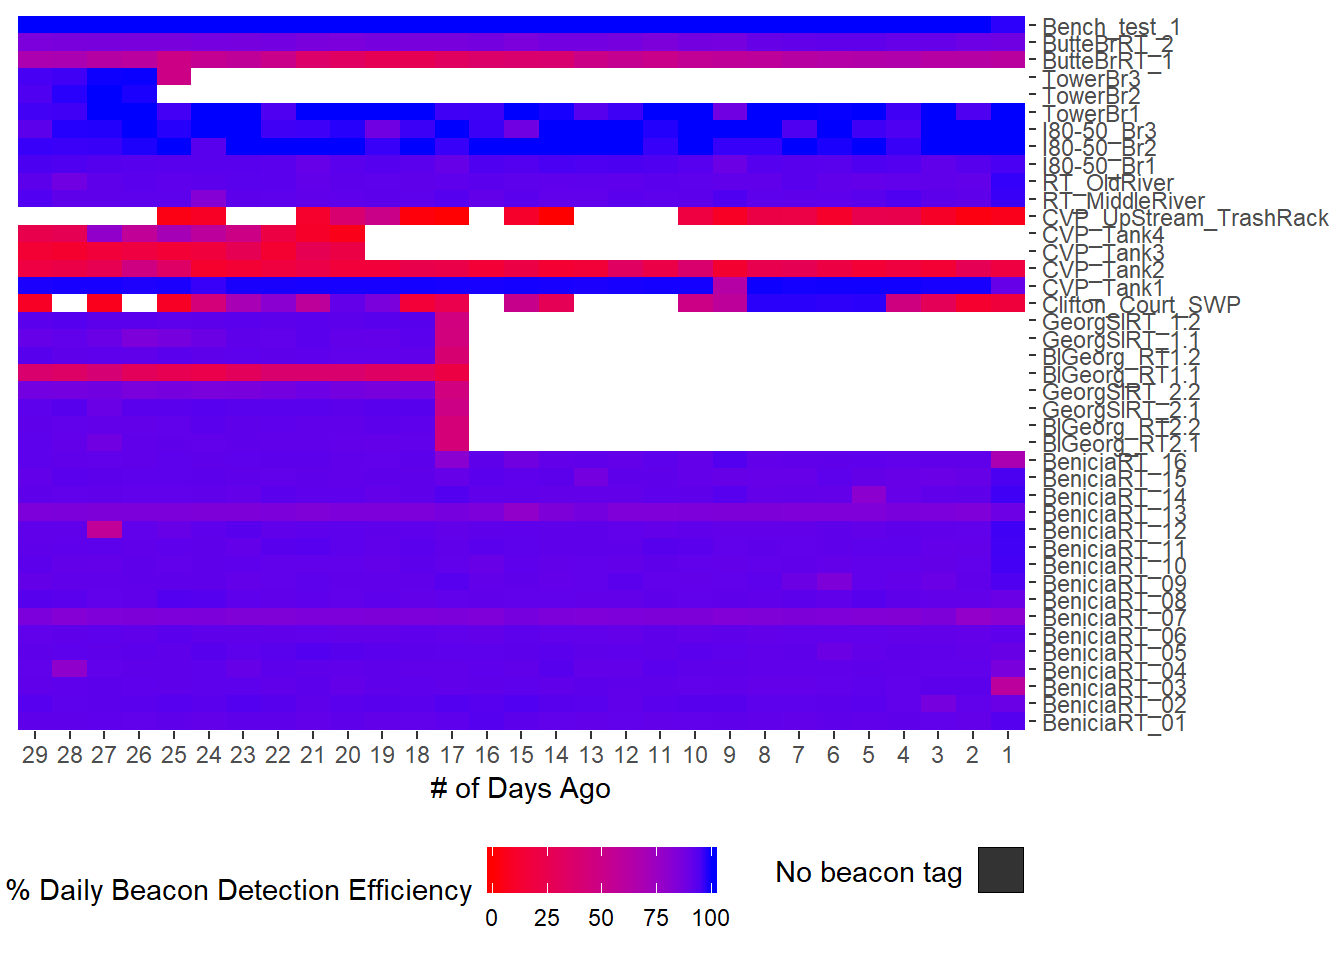 Bench_test_1
ButteBrRT_2
ButteBrRT_1
TowerBr3
TowerBr2
TowerBr1
I80-50_Br3
I80-50_Br2
I80-50_Br1
RT_OldRiver
RT_MiddleRiver
CVP_UpStream_TrashRack
CVP_Tank4
CVP_Tank3
CVP_Tank2
CVP_Tank1
Clifton_Court_SWP
GeorgSlRT_1.2
GeorgSlRT_1.1
BlGeorg_RT1.2
BlGeorg_RT1.1
GeorgSlRT_2.2
GeorgSlRT_2.1
BlGeorg_RT2.2
BlGeorg_RT2.1
BeniciaRT_16
BeniciaRT_15
BeniciaRT_14
BeniciaRT_13
BeniciaRT_12
BeniciaRT_11
BeniciaRT_10
BeniciaRT_09
BeniciaRT_08
BeniciaRT_07
BeniciaRT_06
BeniciaRT_05
BeniciaRT_04
BeniciaRT_03
BeniciaRT_02
BeniciaRT_01
29 28 27 26 25 24 23 22 21 20 19 18 17 16 15 14 13 12 11 10 9 8 7 6 5 4 3 2 1
# of Days Ago
% Daily Beacon Detection Efficiency
0 25 50 75 100
No beacon tag